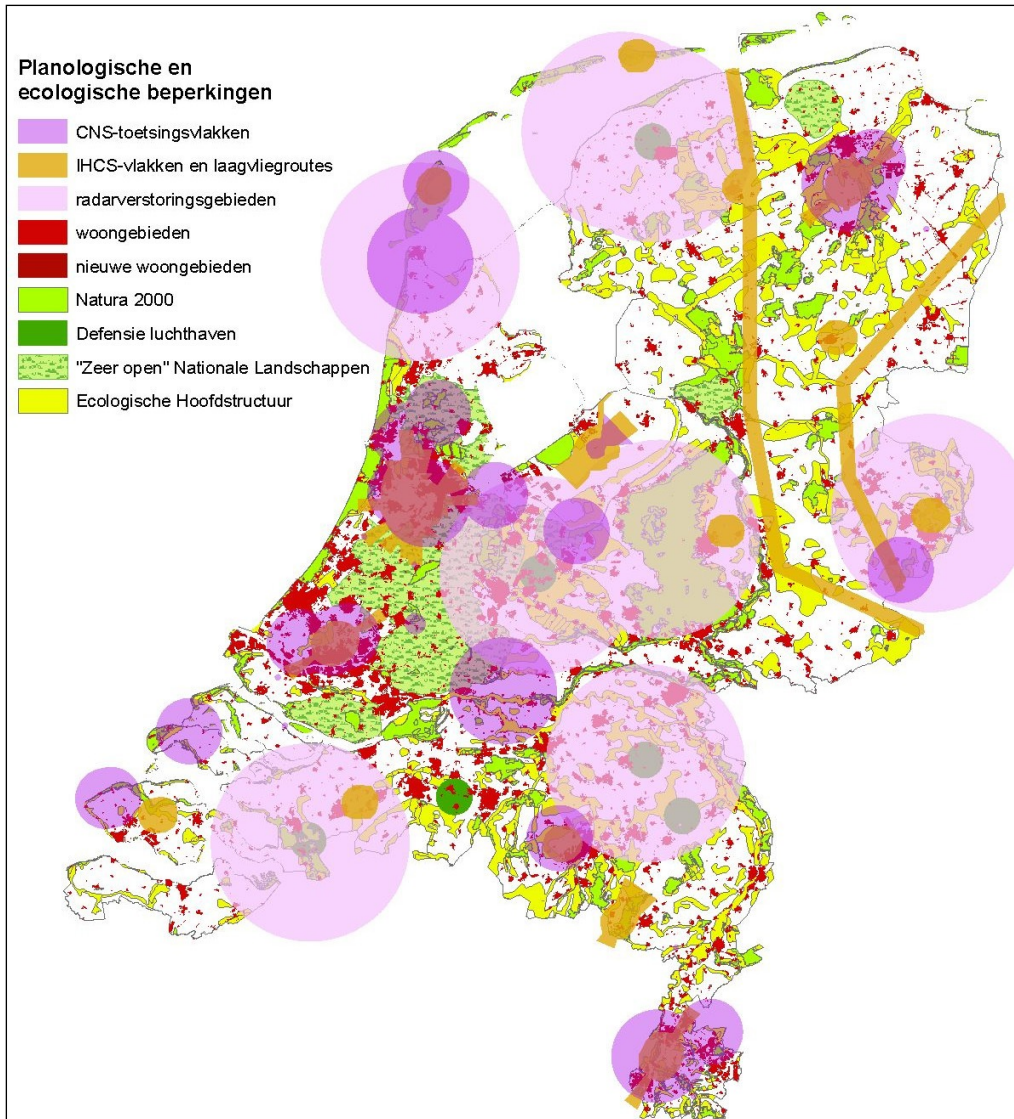 Planologische en
ecologische beperkingen
CNS-toetsingsvlakken
IHCS-vlakken en laagvliegroutes
radarverstoringsgebieden
woongebieden
nieuwe woongebieden
Natura 2000
Defensie luchthaven
"Zeer open" Nationale Landschappen
Ecologische Hoofdstructuur